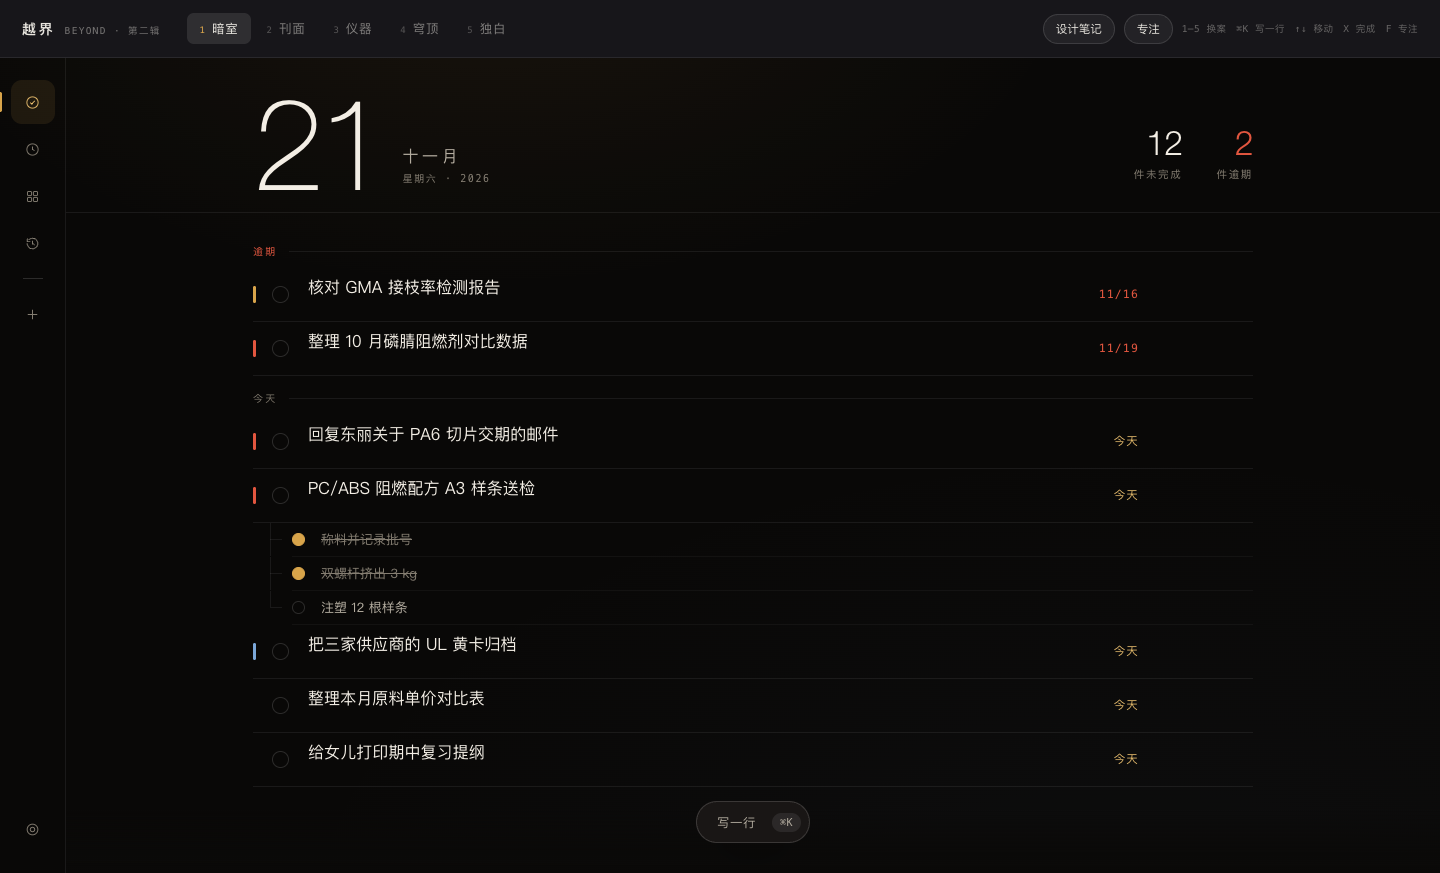 越界 BEYOND · 第二辑 1 暗室 2 刊面 3 仪器 4 穹顶 5 独白 设计笔记 专注 1—5 换案 ⌘K 写一行 ↑↓ 移动 X 完成 F 专注
21 十一月
星期六 · 2026
12 2
件未完成 件逾期
逾期
核对 GMA 接枝率检测报告 11/16
整理 10 月磷腈阻燃剂对比数据 11/19
今天
回复东丽关于 PA6 切片交期的邮件 今天
PC/ABS 阻燃配方 A3 样条送检 今天
称料并记录批号
双螺杆挤出 3 kg
注塑 12 根样条
把三家供应商的 UL 黄卡归档 今天
整理本月原料单价对比表 今天
给女儿打印期中复习提纲 今天
写一行 ⌘K